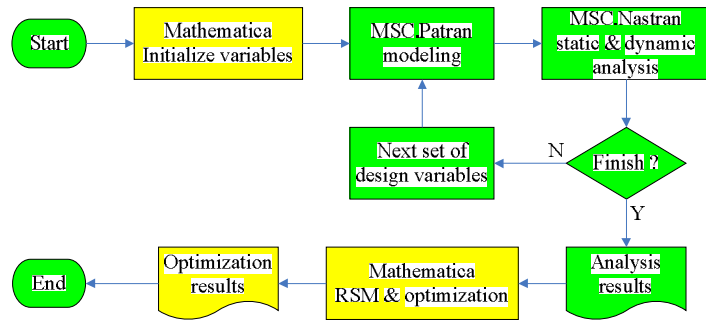 Start
Mathematica
Initialize variables
MSC.Patran
modeling
MSC.Nastran
static & dynamic
analysis
Next set of
design variables
N
Finish ?
Y
End
Optimization
results
Mathematica
RSM & optimization
Analysis
results